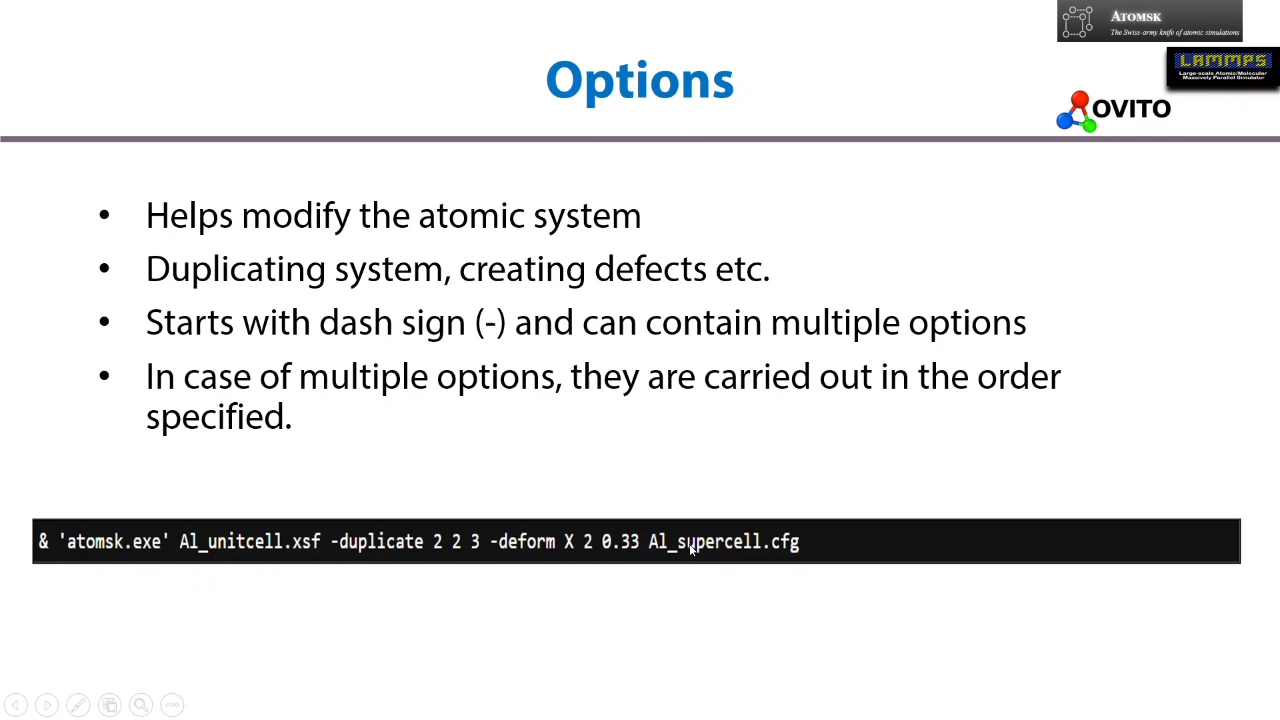 ATOMSK
The Swiss-army knife of atomic simulations
LAMMPS
Large-scale Atomic/Molecular
Massively Parallel Simulator
Options
OVITO
• Helps modify the atomic system
• Duplicating system, creating defects etc.
• Starts with dash sign (-) and can contain multiple options
• In case of multiple options, they are carried out in the order
specified.
& 'atomsk.exe' Al_unitcell.xsf -duplicate 2 2 3 -deform X 2 0.33 Al_supercell.cfg